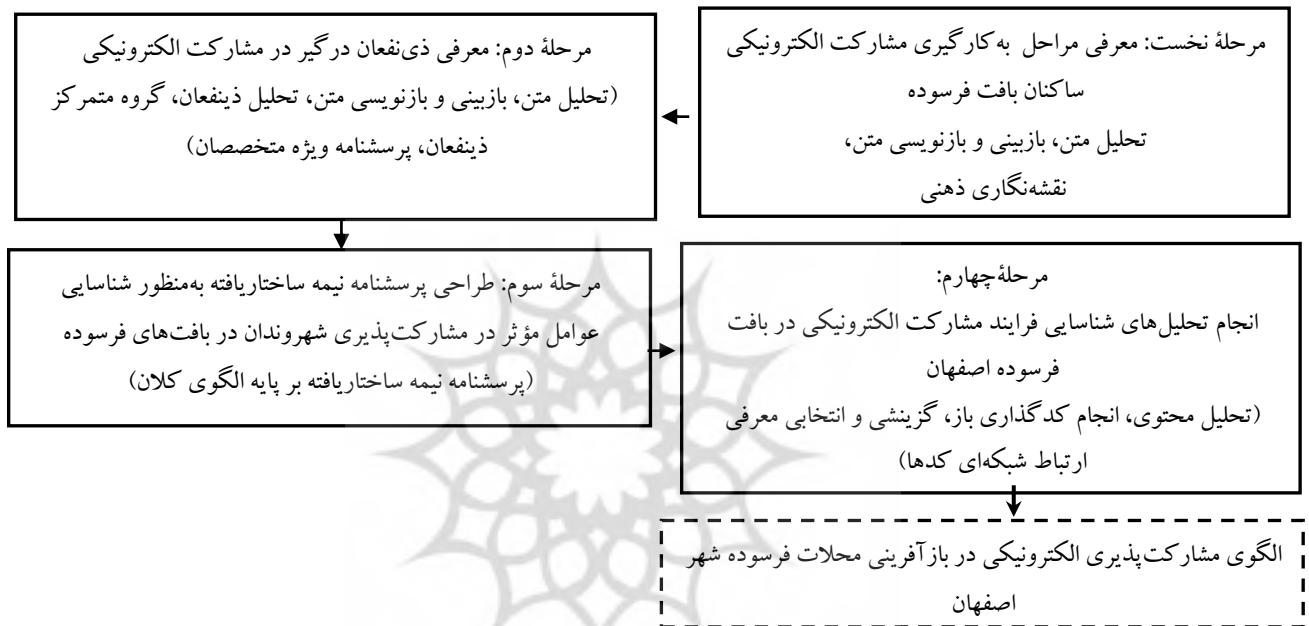 مرحلهٔ نخست: معرفی مراحل به‌کارگیری مشارکت الکترونیکی
ساکنان بافت فرسوده
تحلیل متن، بازبینی و بازنویسی متن،
نقشه‌نگاری ذهنی
مرحلهٔ دوم: معرفی ذی‌نفعان درگیر در مشارکت الکترونیکی
(تحلیل متن، بازبینی و بازنویسی متن، تحلیل ذینفعان، گروه متمرکز
ذینفعان، پرسشنامه ویژه متخصصان)
مرحلهٔ سوم: طراحی پرسشنامه نیمه ساختاریافته به‌منظور شناسایی
عوامل مؤثر در مشارکت‌پذیری شهروندان در بافت‌های فرسوده
(پرسشنامه نیمه ساختاریافته بر پایه الگوی کلان)
مرحلهٔ‌چهارم:
انجام تحلیل‌های شناسایی فرایند مشارکت الکترونیکی در بافت
فرسوده اصفهان
(تحلیل محتوی، انجام کدگذاری باز، گزینشی و انتخابی معرفی
ارتباط شبکه‌ای کدها)
الگوی مشارکت‌پذیری الکترونیکی در بازآفرینی محلات فرسوده شهر
اصفهان